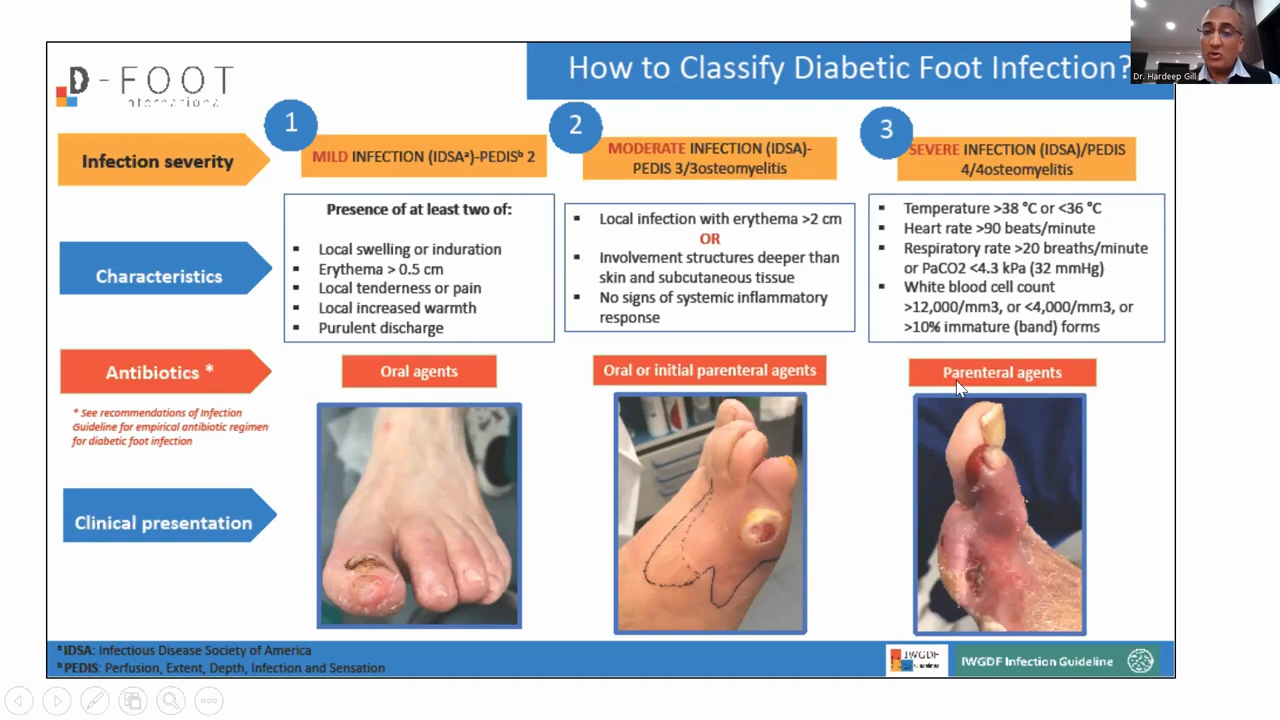 D-FOOT
International
How to Classify Diabetic Foot Infection?
Dr. Hardeep Gill
1
2
3
Infection severity
MILD INFECTION (IDSAᵃ)-PEDISᵇ 2
MODERATE INFECTION (IDSA)-
PEDIS 3/3osteomyelitis
SEVERE INFECTION (IDSA)/PEDIS
4/4osteomyelitis
Characteristics
Presence of at least two of:
▪ Local swelling or induration
▪ Erythema > 0.5 cm
▪ Local tenderness or pain
▪ Local increased warmth
▪ Purulent discharge
▪ Local infection with erythema >2 cm
OR
▪ Involvement structures deeper than
skin and subcutaneous tissue
▪ No signs of systemic inflammatory
response
▪ Temperature >38 °C or <36 °C
▪ Heart rate >90 beats/minute
▪ Respiratory rate >20 breaths/minute
or PaCO2 <4.3 kPa (32 mmHg)
▪ White blood cell count
>12,000/mm3, or <4,000/mm3, or
>10% immature (band) forms
Antibiotics *
Oral agents
Oral or initial parenteral agents
Parenteral agents
* See recommendations of Infection
Guideline for empirical antibiotic regimen
for diabetic foot infection
Clinical presentation
ᵃ IDSA: Infectious Disease Society of America
ᵇ PEDIS: Perfusion, Extent, Depth, Infection and Sensation
IWGDF
IWGDF Infection Guideline